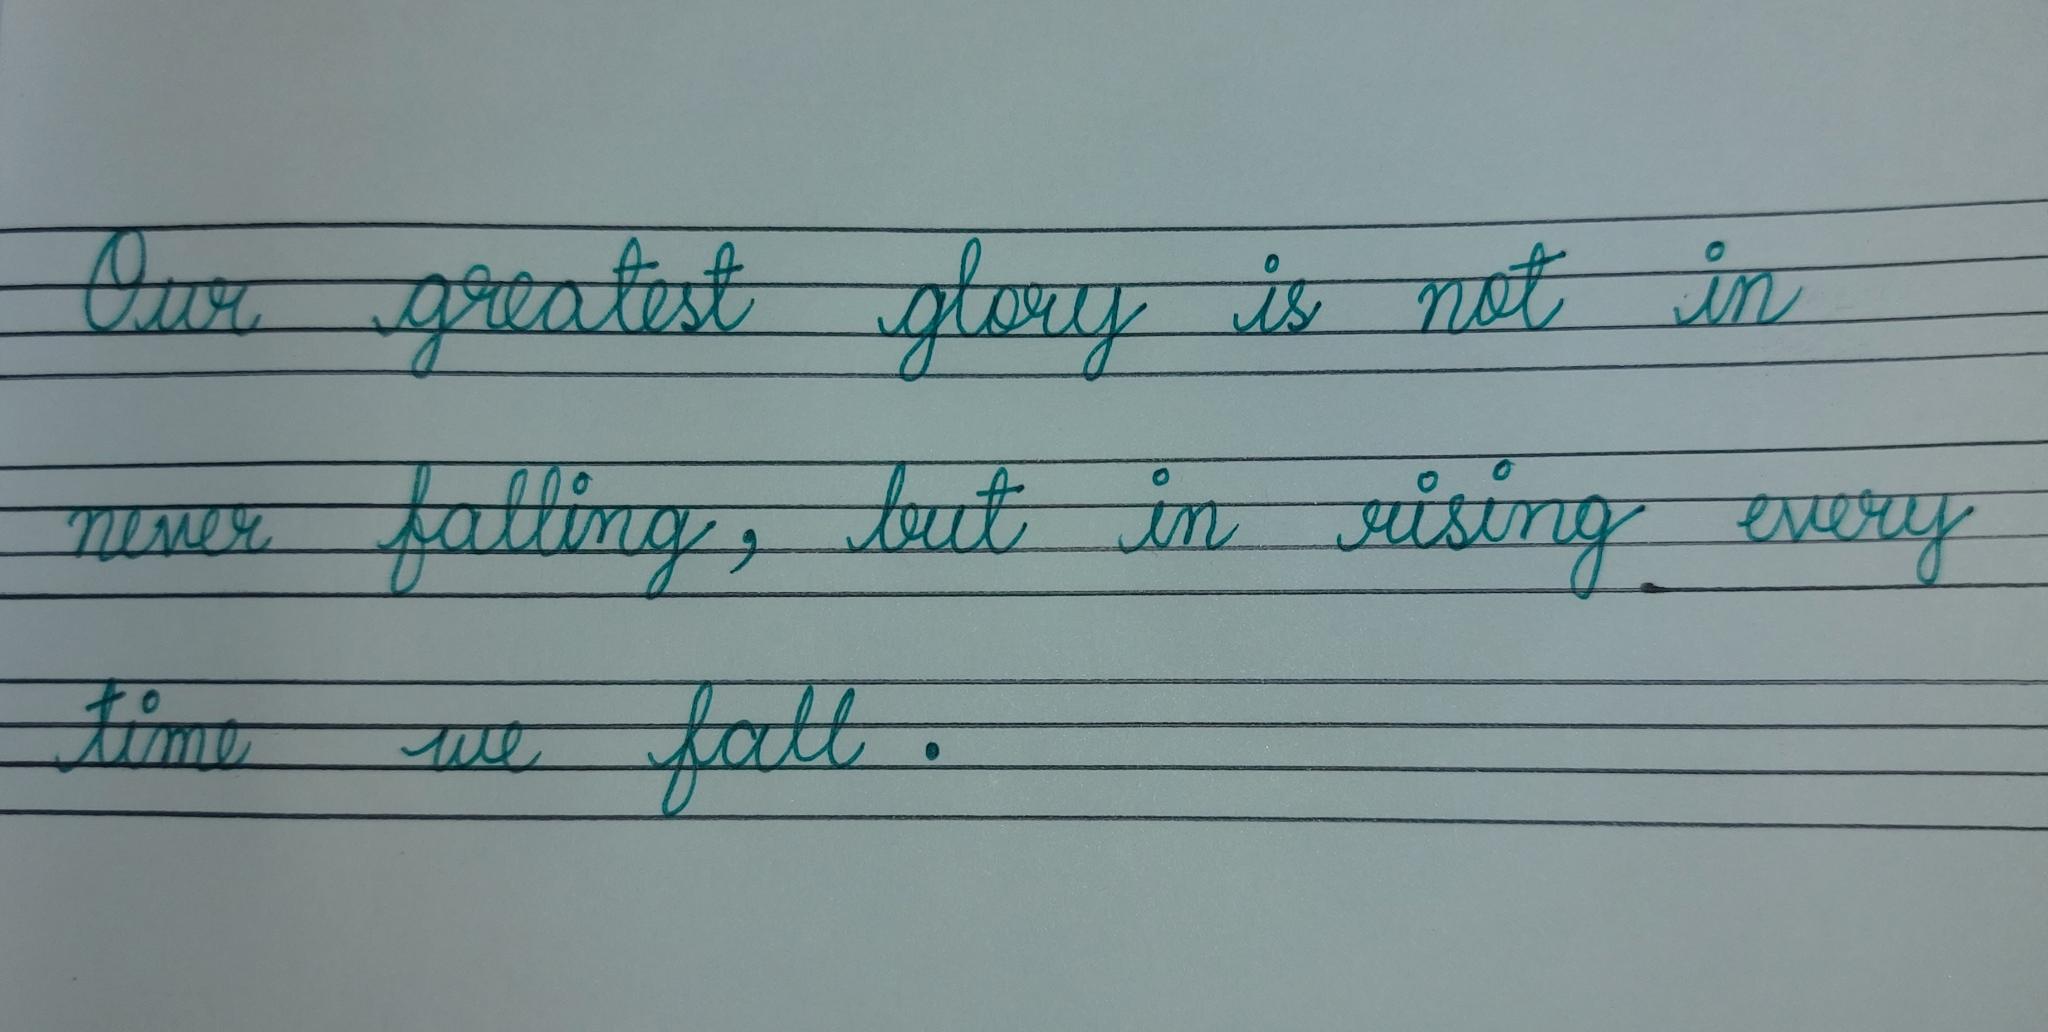 Our greatest glory is not in
never falling, but in rising every
time we fall.